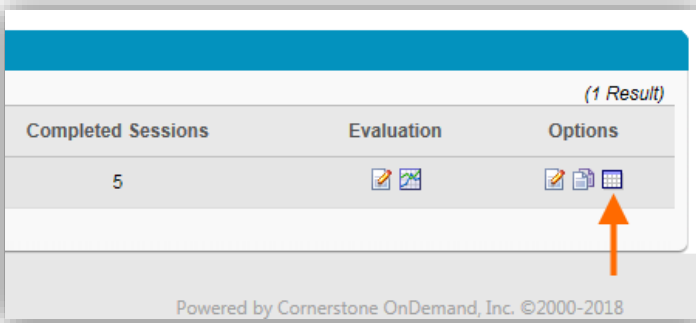 (1 Result)
Completed Sessions Evaluation Options
5
Powered by Cornerstone OnDemand, Inc. ©2000-2018